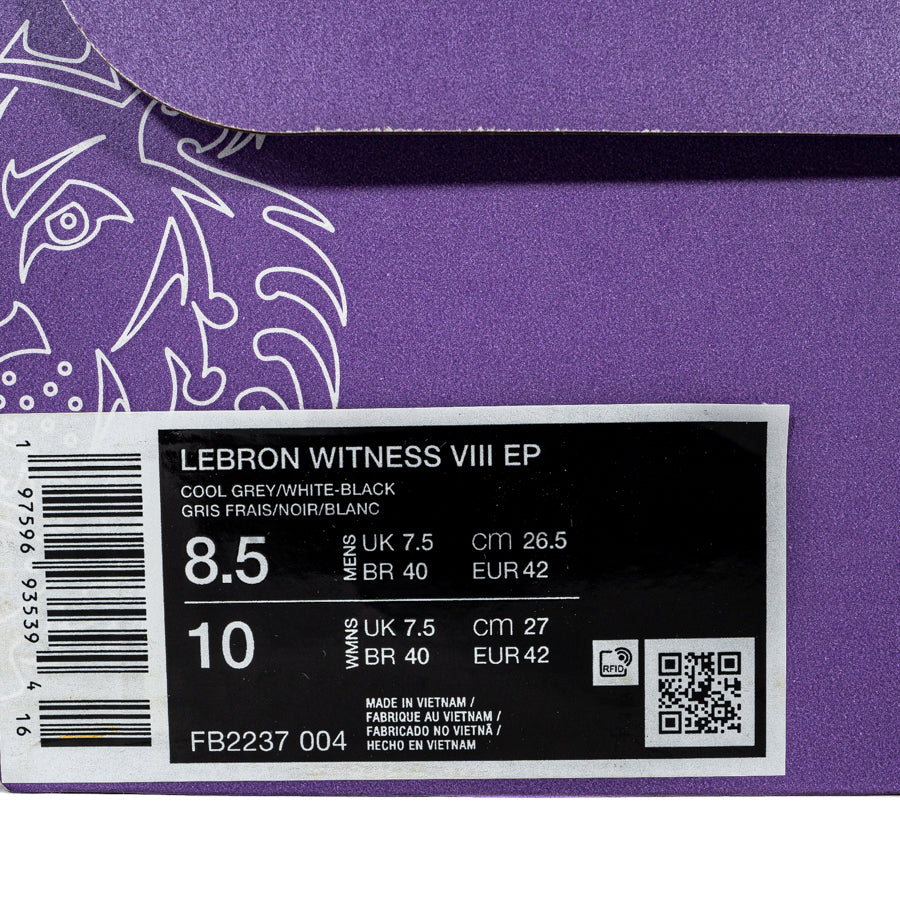 LEBRON WITNESS VIII EP
COOL GREY/WHITE-BLACK
GRIS FRAIS/NOIR/BLANC
8.5 MENS UK 7.5 CM 26.5
BR 40 EUR 42
10 WMNS UK 7.5 CM 27
BR 40 EUR 42
RFID
MADE IN VIETNAM /
FABRIQUE AU VIETNAM /
FABRICADO NO VIETNÃ /
HECHO EN VIETNAM
FB2237 004
1 97596 93539 4 16